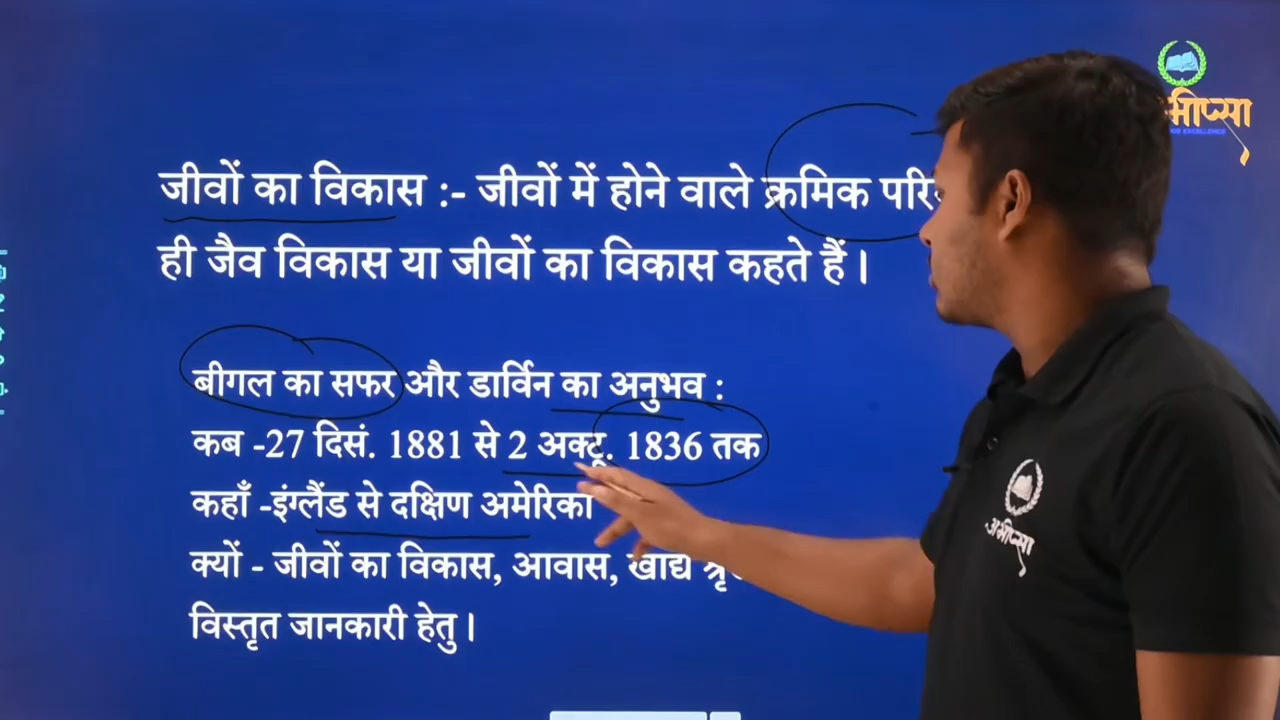 जीवों का विकास :- जीवों में होने वाले क्रमिक
ही जैव विकास या जीवों का विकास कहते हैं।
बीगल का सफर और डार्विन का अनुभव :
कब -27 दिसं. 1881 से 2 अक्टू. 1836 तक
कहाँ -इंग्लैंड से दक्षिण अमेरिका
क्यों - जीवों का विकास, आवास, खाद्य
विस्तृत जानकारी हेतु।
अभीप्सा